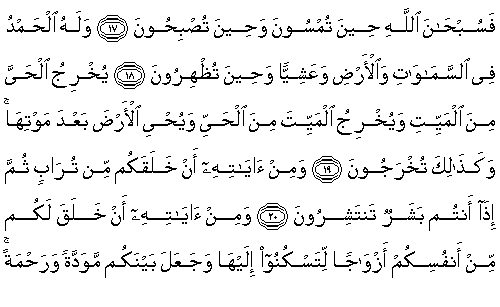 فَسُبْحَـٰنَ ٱللَّـهِ حِينَ تُمْسُونَ وَحِينَ تُصْبِحُونَ ﴿١٧﴾ وَلَهُ ٱلْحَمْدُ
فِى ٱلسَّمَـٰوَٰتِ وَٱلْأَرْضِ وَعَشِيًّا وَحِينَ تُظْهِرُونَ ﴿١٨﴾ يُخْرِجُ ٱلْحَىَّ
مِنَ ٱلْمَيِّتِ وَيُخْرِجُ ٱلْمَيِّتَ مِنَ ٱلْحَىِّ وَيُحْىِ ٱلْأَرْضَ بَعْدَ مَوْتِهَا ۚ
وَكَذَٰلِكَ تُخْرَجُونَ ﴿١٩﴾ وَمِنْ ءَايَـٰتِهِۦٓ أَنْ خَلَقَكُم مِّن تُرَابٍ ثُمَّ
إِذَآ أَنتُم بَشَرٌ تَنتَشِرُونَ ﴿٢٠﴾ وَمِنْ ءَايَـٰتِهِۦٓ أَنْ خَلَقَ لَكُم
مِّنْ أَنفُسِكُمْ أَزْوَٰجًا لِّتَسْكُنُوٓا۟ إِلَيْهَا وَجَعَلَ بَيْنَكُم مَّوَدَّةً وَرَحْمَةً ۚ